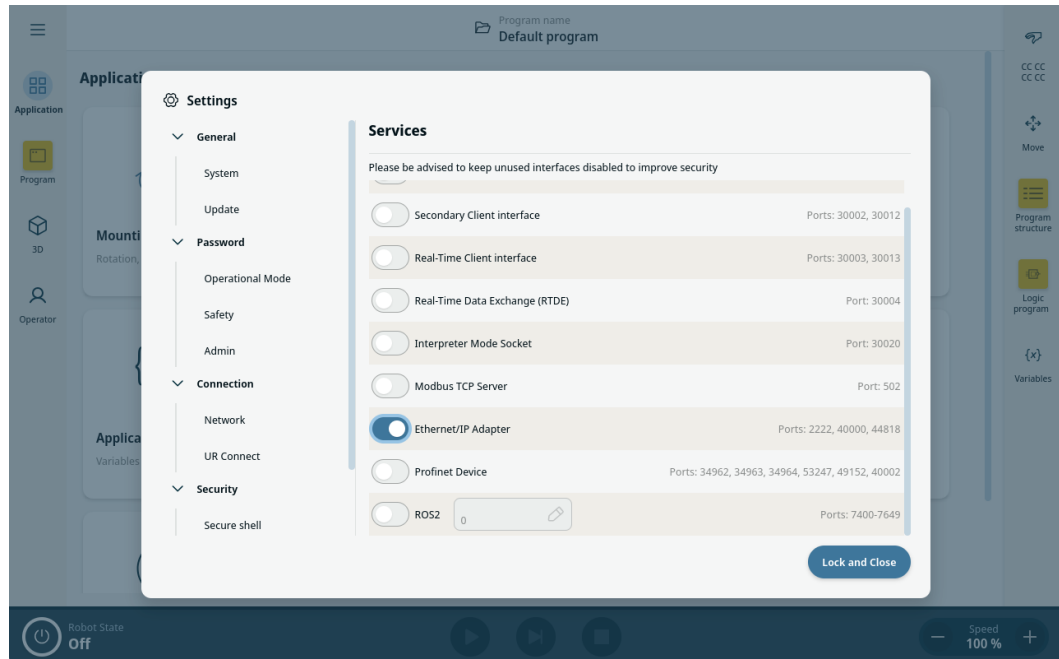 Program name
Default program
Application
Program
3D
Operator
Applicati
Mounti
Rotation,
Applica
Variables
Settings
General
System
Update
Password
Operational Mode
Safety
Admin
Connection
Network
UR Connect
Security
Secure shell
Services
Please be advised to keep unused interfaces disabled to improve security
Secondary Client interface Ports: 30002, 30012
Real-Time Client interface Ports: 30003, 30013
Real-Time Data Exchange (RTDE) Port: 30004
Interpreter Mode Socket Port: 30020
Modbus TCP Server Port: 502
Ethernet/IP Adapter Ports: 2222, 40000, 44818
Profinet Device Ports: 34962, 34963, 34964, 53247, 49152, 40002
ROS2 0 Ports: 7400-7649
Lock and Close
CC CC
CC CC
Move
Program
structure
Logic
program
{x}
Variables
Robot State
Off
Speed
100 %